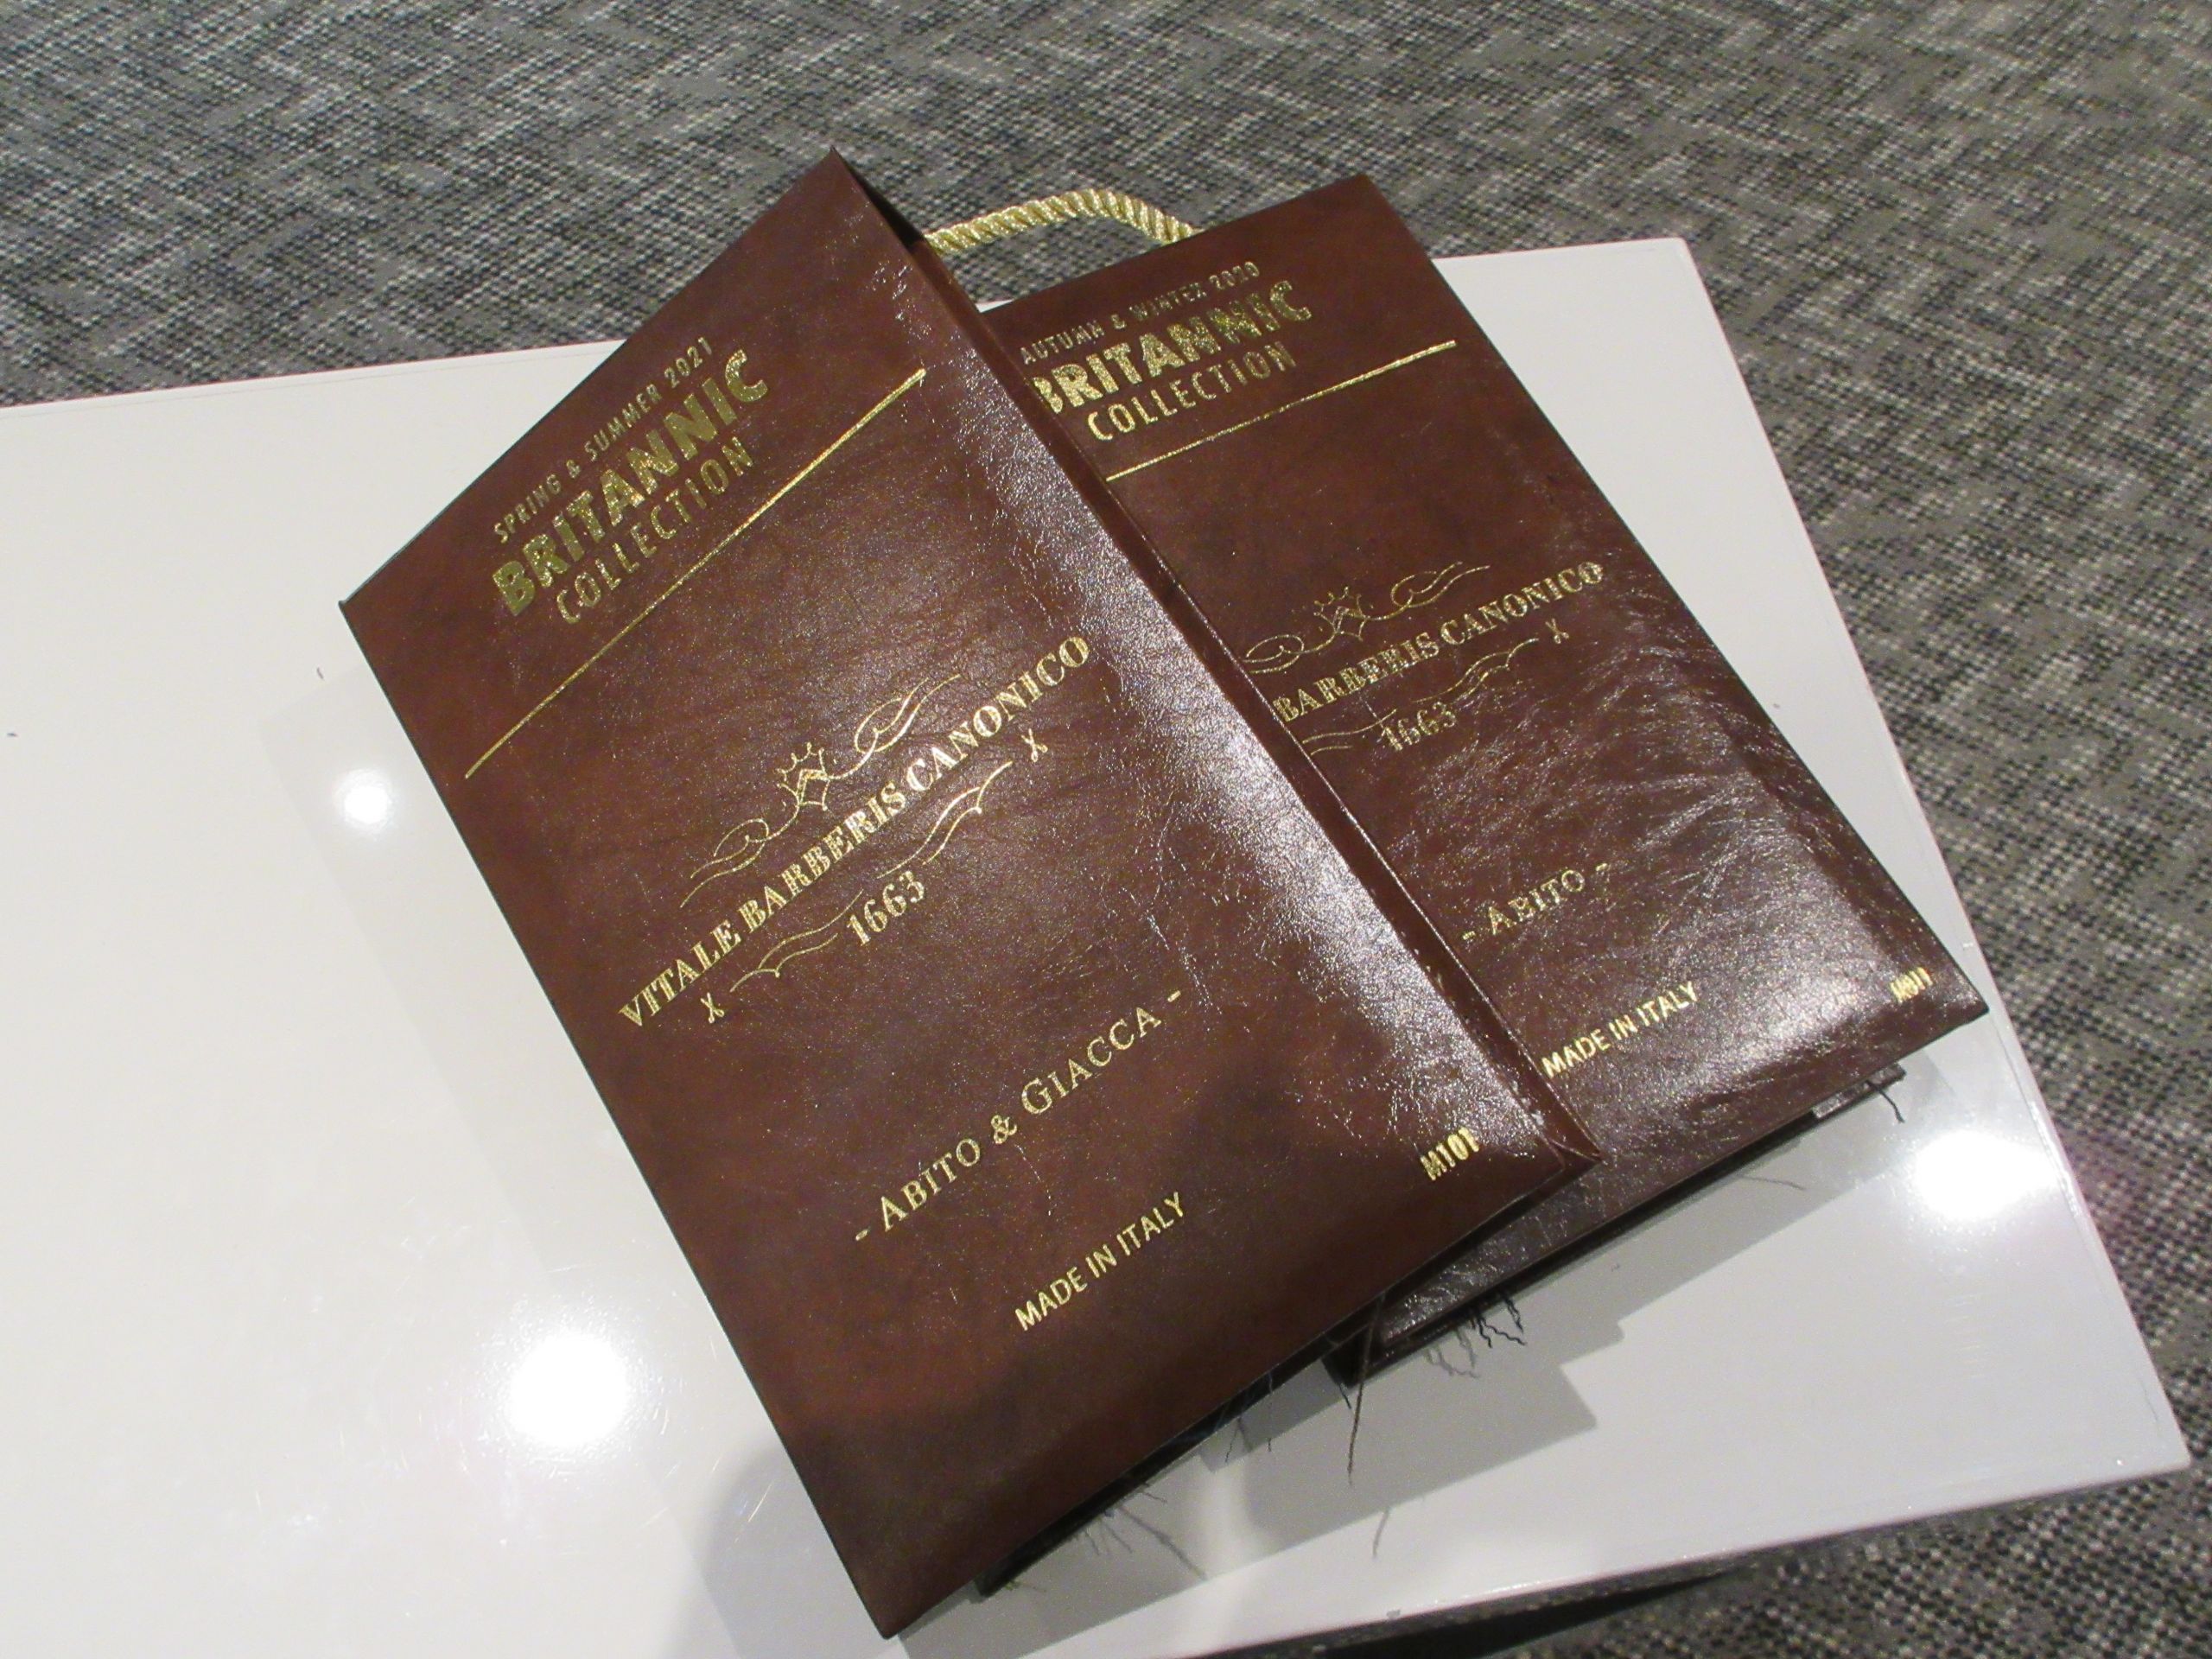 SPRING & SUMMER 2021
BRITANNIC
COLLECTION
VITALE BARBERIS CANONICO
1663
- ABITO & GIACCA -
MADE IN ITALY
M101
AUTUMN & WINTER 2020
BRITANNIC
COLLECTION
BARBERIS CANONICO
1663
- ABITO -
MADE IN ITALY